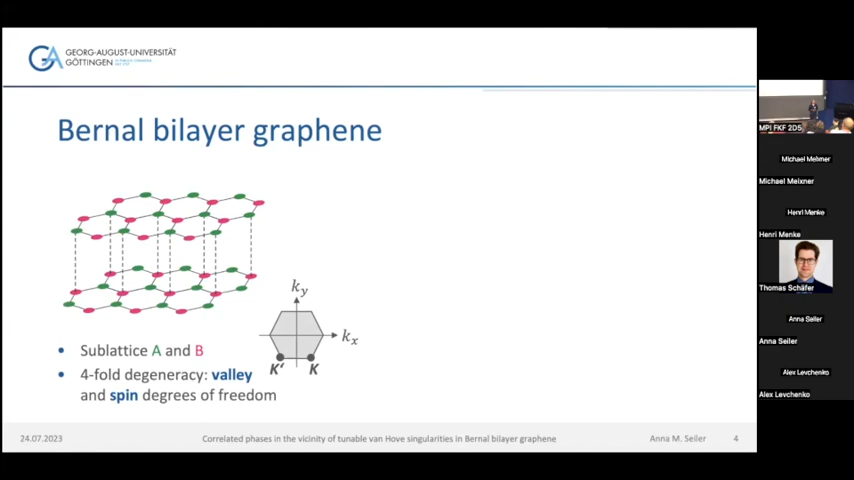 GEORG-AUGUST-UNIVERSITÄT
GÖTTINGEN
Bernal bilayer graphene
k_y
k_x
K‘
K
• Sublattice A and B
• 4-fold degeneracy: valley
and spin degrees of freedom
24.07.2023
Correlated phases in the vicinity of tunable van Hove singularities in Bernal bilayer graphene
Anna M. Seiler
4
MPI FKF 2D5
Michael Meixner
Michael Meixner
Henri Menke
Henri Menke
Thomas Schäfer
Anna Seiler
Anna Seiler
Alex Levchenko
Alex Levchenko